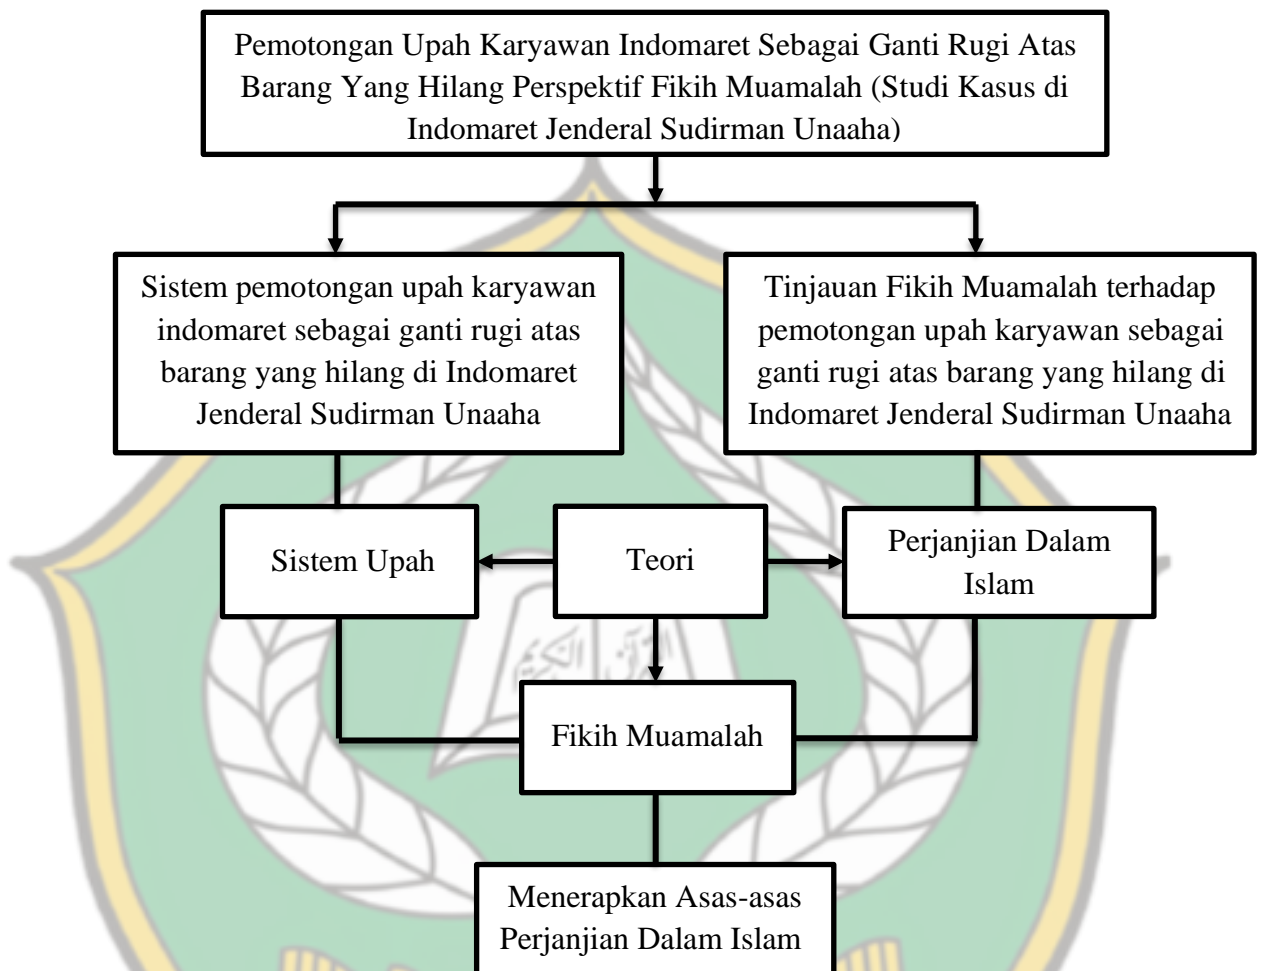 Pemotongan Upah Karyawan Indomaret Sebagai Ganti Rugi Atas
Barang Yang Hilang Perspektif Fikih Muamalah (Studi Kasus di
Indomaret Jenderal Sudirman Unaaha)
Sistem pemotongan upah karyawan
indomaret sebagai ganti rugi atas
barang yang hilang di Indomaret
Jenderal Sudirman Unaaha
Tinjauan Fikih Muamalah terhadap
pemotongan upah karyawan sebagai
ganti rugi atas barang yang hilang di
Indomaret Jenderal Sudirman Unaaha
Sistem Upah
Teori
Perjanjian Dalam
Islam
القرآن الكريم
Fikih Muamalah
Menerapkan Asas-asas
Perjanjian Dalam Islam